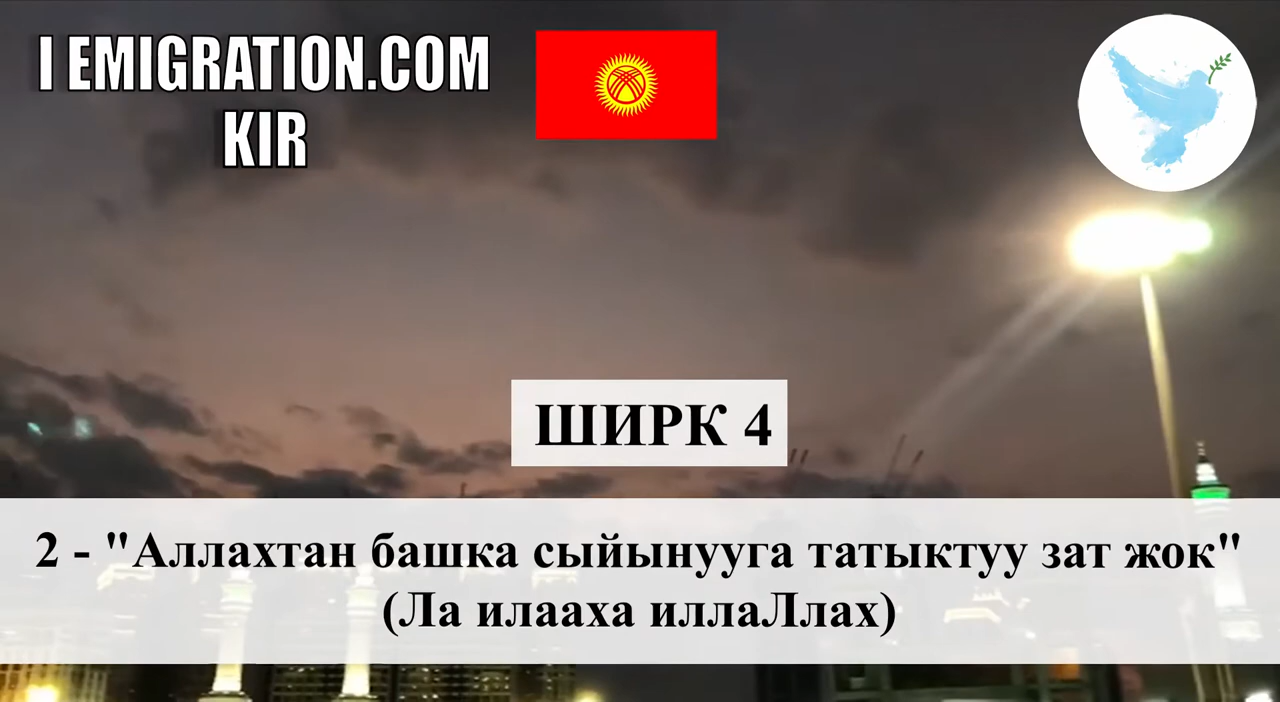 I EMIGRATION.COM
KIR
ШИРК 4
2 - "Аллахтан башка сыйынууга татыктуу зат жок"
(Ла илааха иллаЛлах)